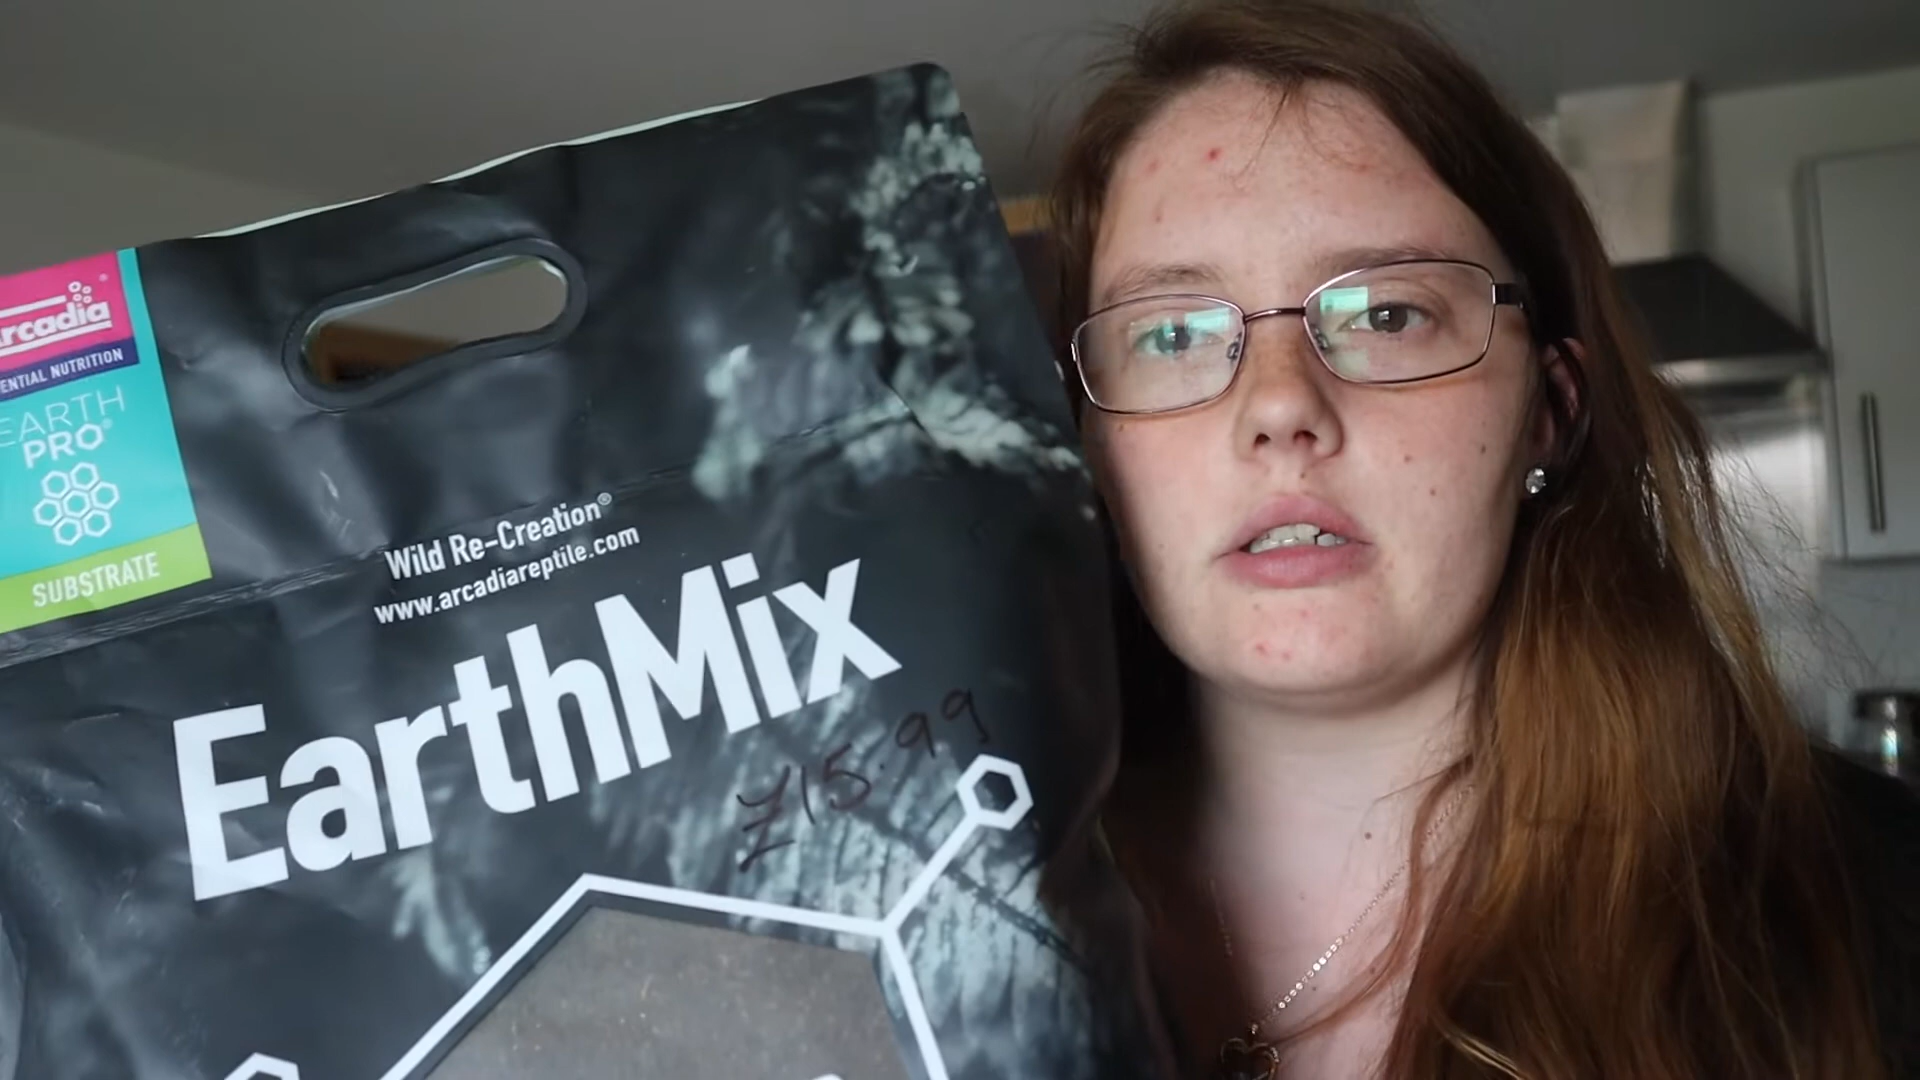 Arcadia
ENTIAL NUTRITION
EARTH
PRO®
SUBSTRATE
Wild Re-Creation®
www.arcadiareptile.com
EarthMix
£15.99